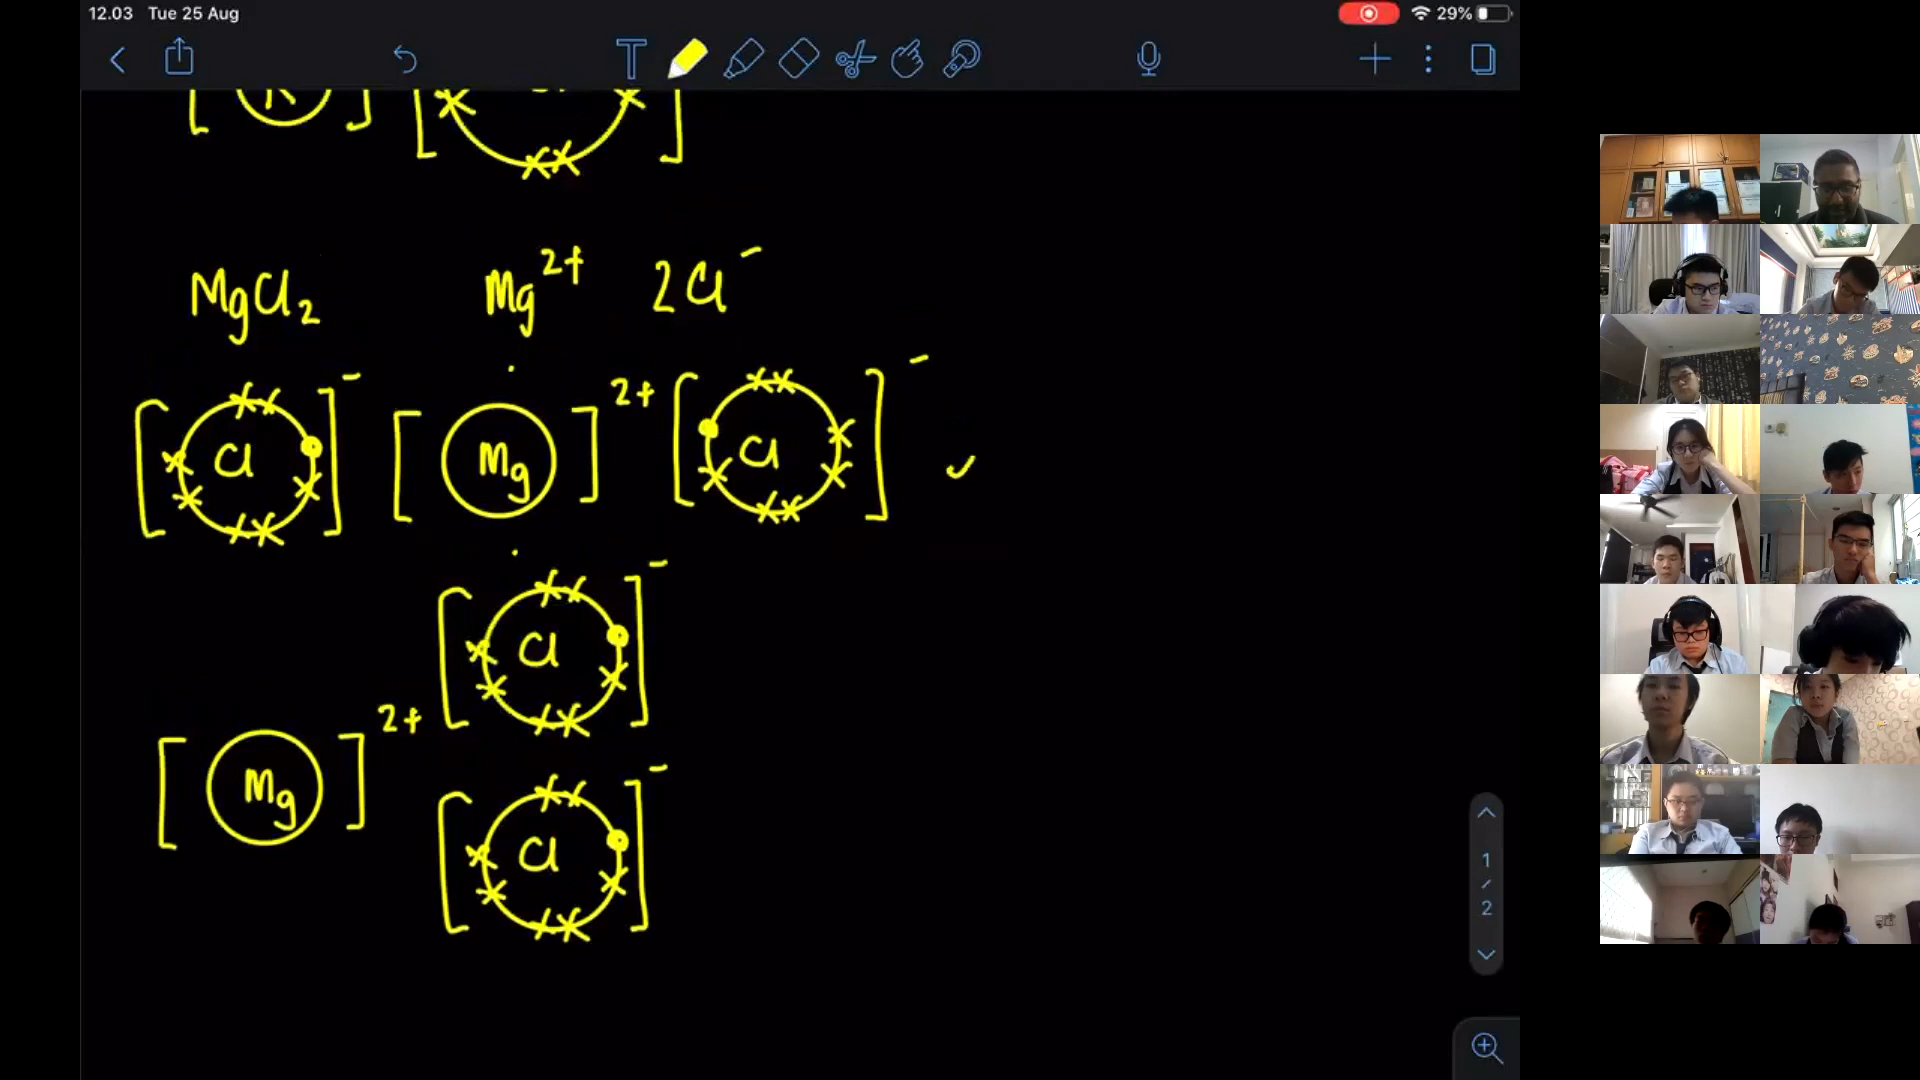 12.03 Tue 25 Aug 29%
T
[ K ] [ Cl ]
MgCl₂ Mg²⁺ 2Cl⁻
[ Cl ]⁻ [ Mg ]²⁺ [ Cl ]⁻ ✓
[ Cl ]⁻
[ Mg ]²⁺
[ Cl ]⁻
1
/
2